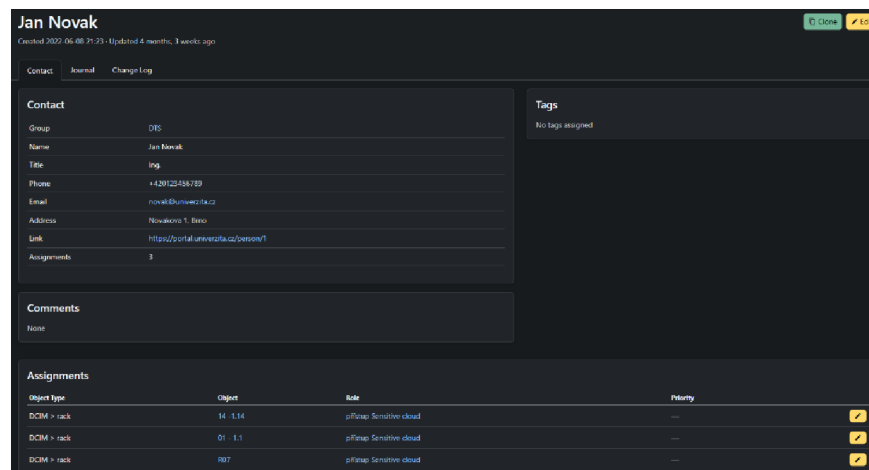 Jan Novak
Clone
Created 2022-06-08 21:23 · Updated 4 months, 3 weeks ago
Contact Journal Change Log
Contact
Group DTS
Name Jan Novak
Title Ing.
Phone +420123456789
Email novak@univerzita.cz
Address Novakova 1, Brno
Link https://portal.univerzita.cz/person/1
Assignments 3
Tags
No tags assigned
Comments
None
Assignments
Object Type Object Role Priority
DCIM > rack 14 -1.14 Sensitive cloud —
DCIM > rack 01 - 1.1 Sensitive cloud —
DCIM > rack R07 Sensitive cloud —